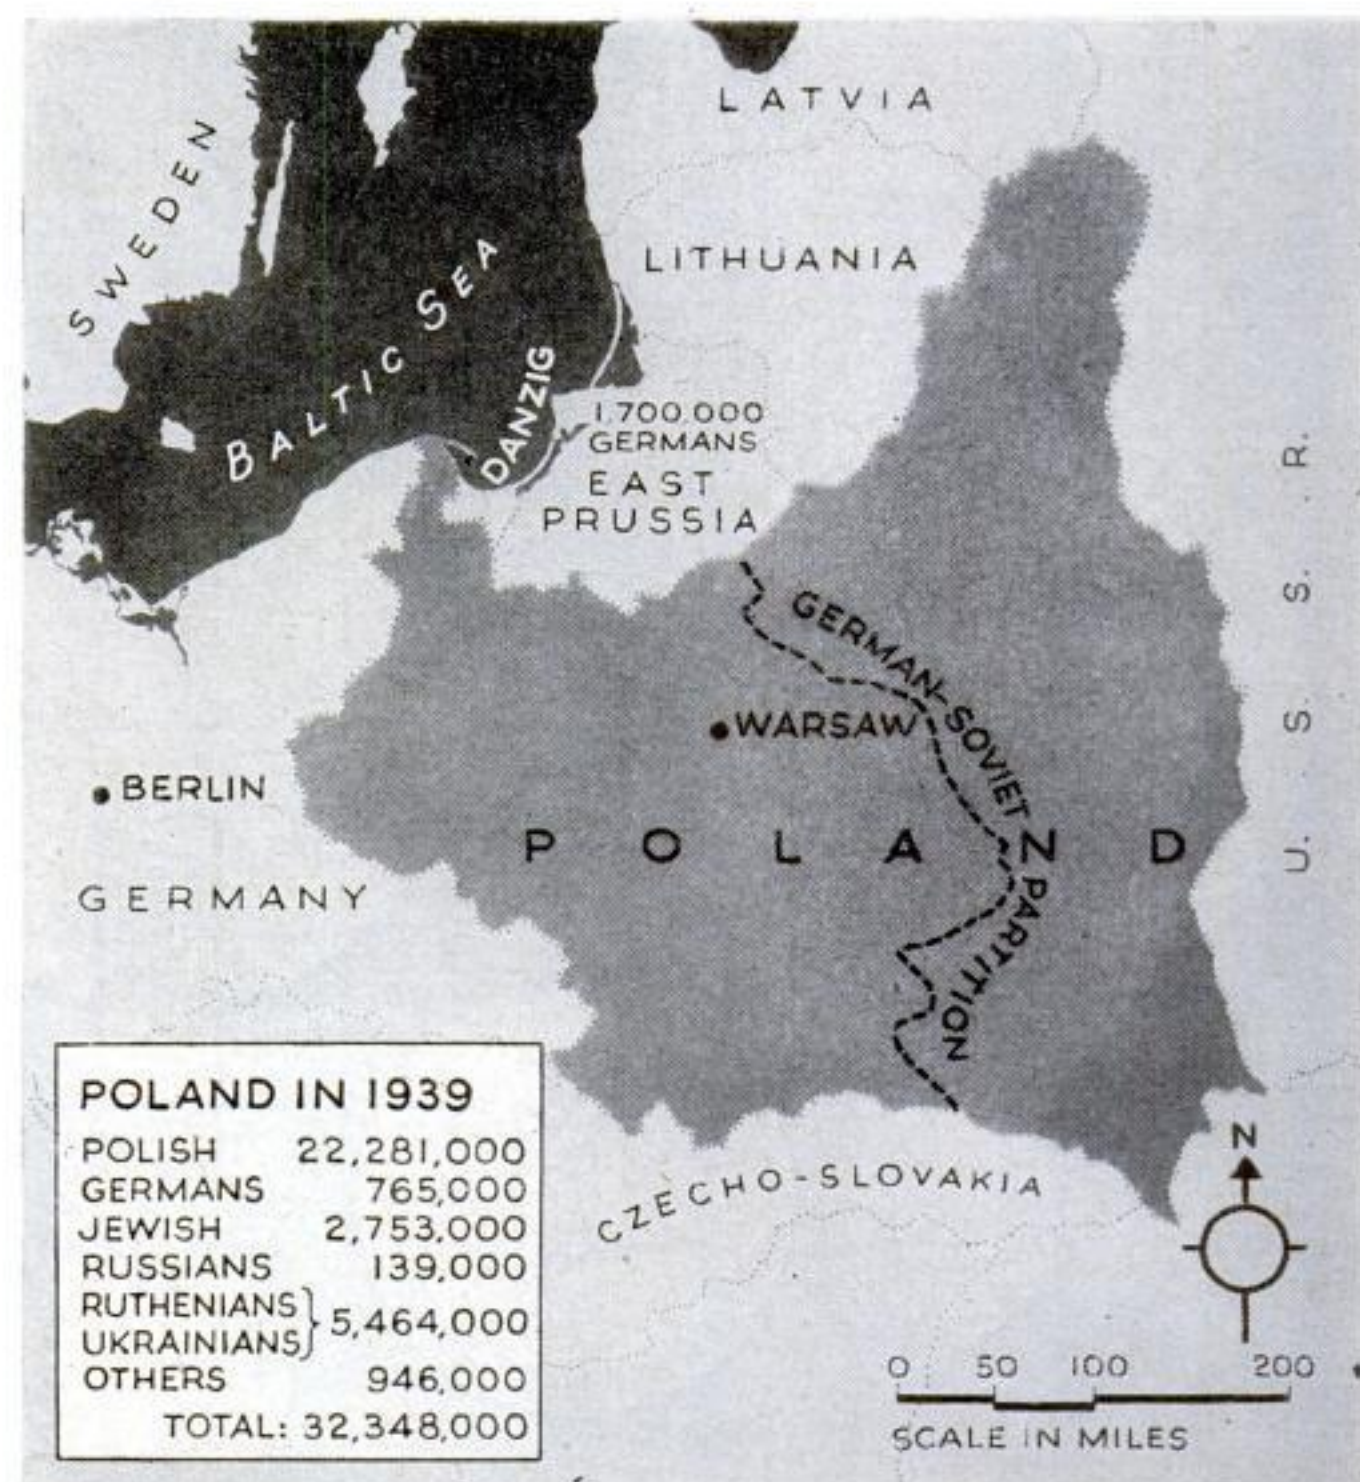 LATVIA
SWEDEN
LITHUANIA
BALTIC SEA
DANZIG
1.700.000
GERMANS
EAST
PRUSSIA
U. S. S. R.
GERMAN-SOVIET PARTITION
WARSAW
BERLIN
POLAND
GERMANY
CZECHO-SLOVAKIA
POLAND IN 1939
POLISH 22,281,000
GERMANS 765,000
JEWISH 2,753,000
RUSSIANS 139,000
RUTHENIANS
UKRAINIANS } 5,464,000
OTHERS 946,000
TOTAL: 32,348,000
N
0 50 100 200
SCALE IN MILES